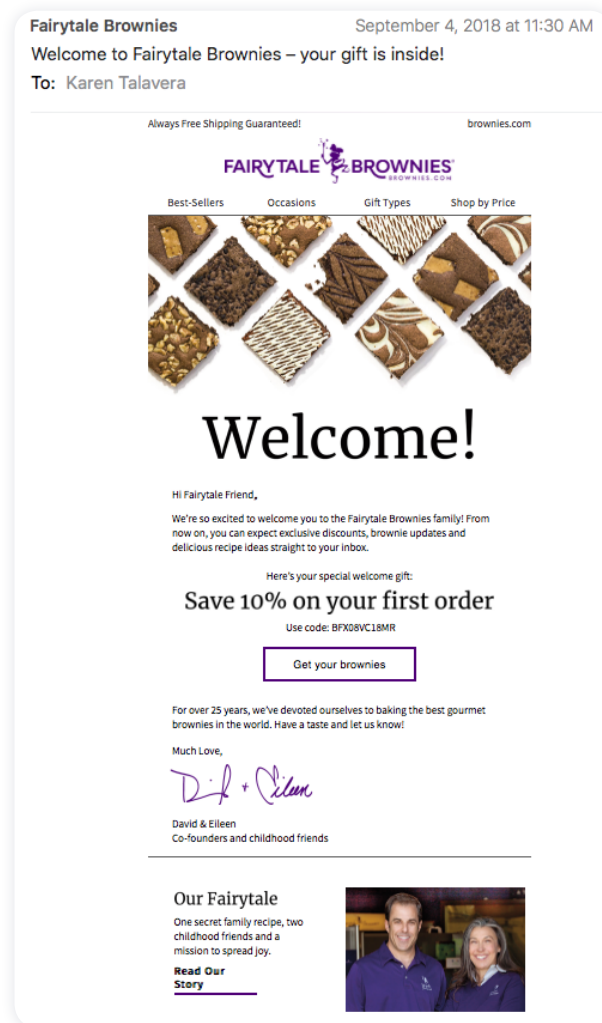 Fairytale Brownies September 4, 2018 at 11:30 AM
Welcome to Fairytale Brownies – your gift is inside!
To: Karen Talavera
Always Free Shipping Guaranteed! brownies.com
FAIRYTALE BROWNIES
BROWNIES.COM
Best-Sellers Occasions Gift Types Shop by Price
Welcome!
Hi Fairytale Friend,
We're so excited to welcome you to the Fairytale Brownies family! From
now on, you can expect exclusive discounts, brownie updates and
delicious recipe ideas straight to your inbox.
Here's your special welcome gift:
Save 10% on your first order
Use code: BFX08VC18MR
Get your brownies
For over 25 years, we've devoted ourselves to baking the best gourmet
brownies in the world. Have a taste and let us know!
Much Love,
David + Eileen
David & Eileen
Co-founders and childhood friends
Our Fairytale
One secret family recipe, two
childhood friends and a
mission to spread joy.
Read Our
Story